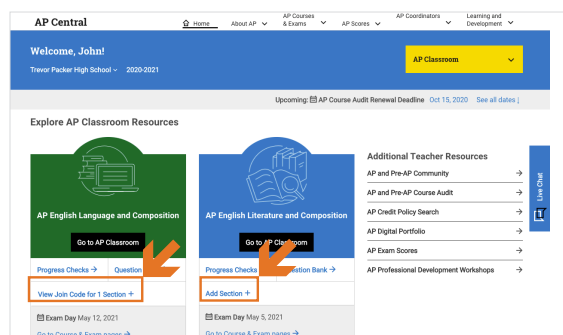 AP Central
Home
About AP
AP Courses
& Exams
AP Scores
AP Coordinators
Learning and
Development
Welcome, John!
Trevor Packer High School 2020-2021
AP Classroom
Upcoming: AP Course Audit Renewal Deadline Oct 15, 2020 See all dates ↓
Explore AP Classroom Resources
AP English Language and Composition
Go to AP Classroom
Progress Checks → Question
View Join Code for 1 Section +
Exam Day May 12, 2021
Go to Course & Exam pages →
AP English Literature and Composition
Go to AP Classroom
Progress Checks Question Bank →
Add Section +
Exam Day May 5, 2021
Go to Course & Exam pages →
Additional Teacher Resources
AP and Pre-AP Community →
AP and Pre-AP Course Audit →
AP Credit Policy Search →
AP Digital Portfolio →
AP Exam Scores →
AP Professional Development Workshops →
Live Chat